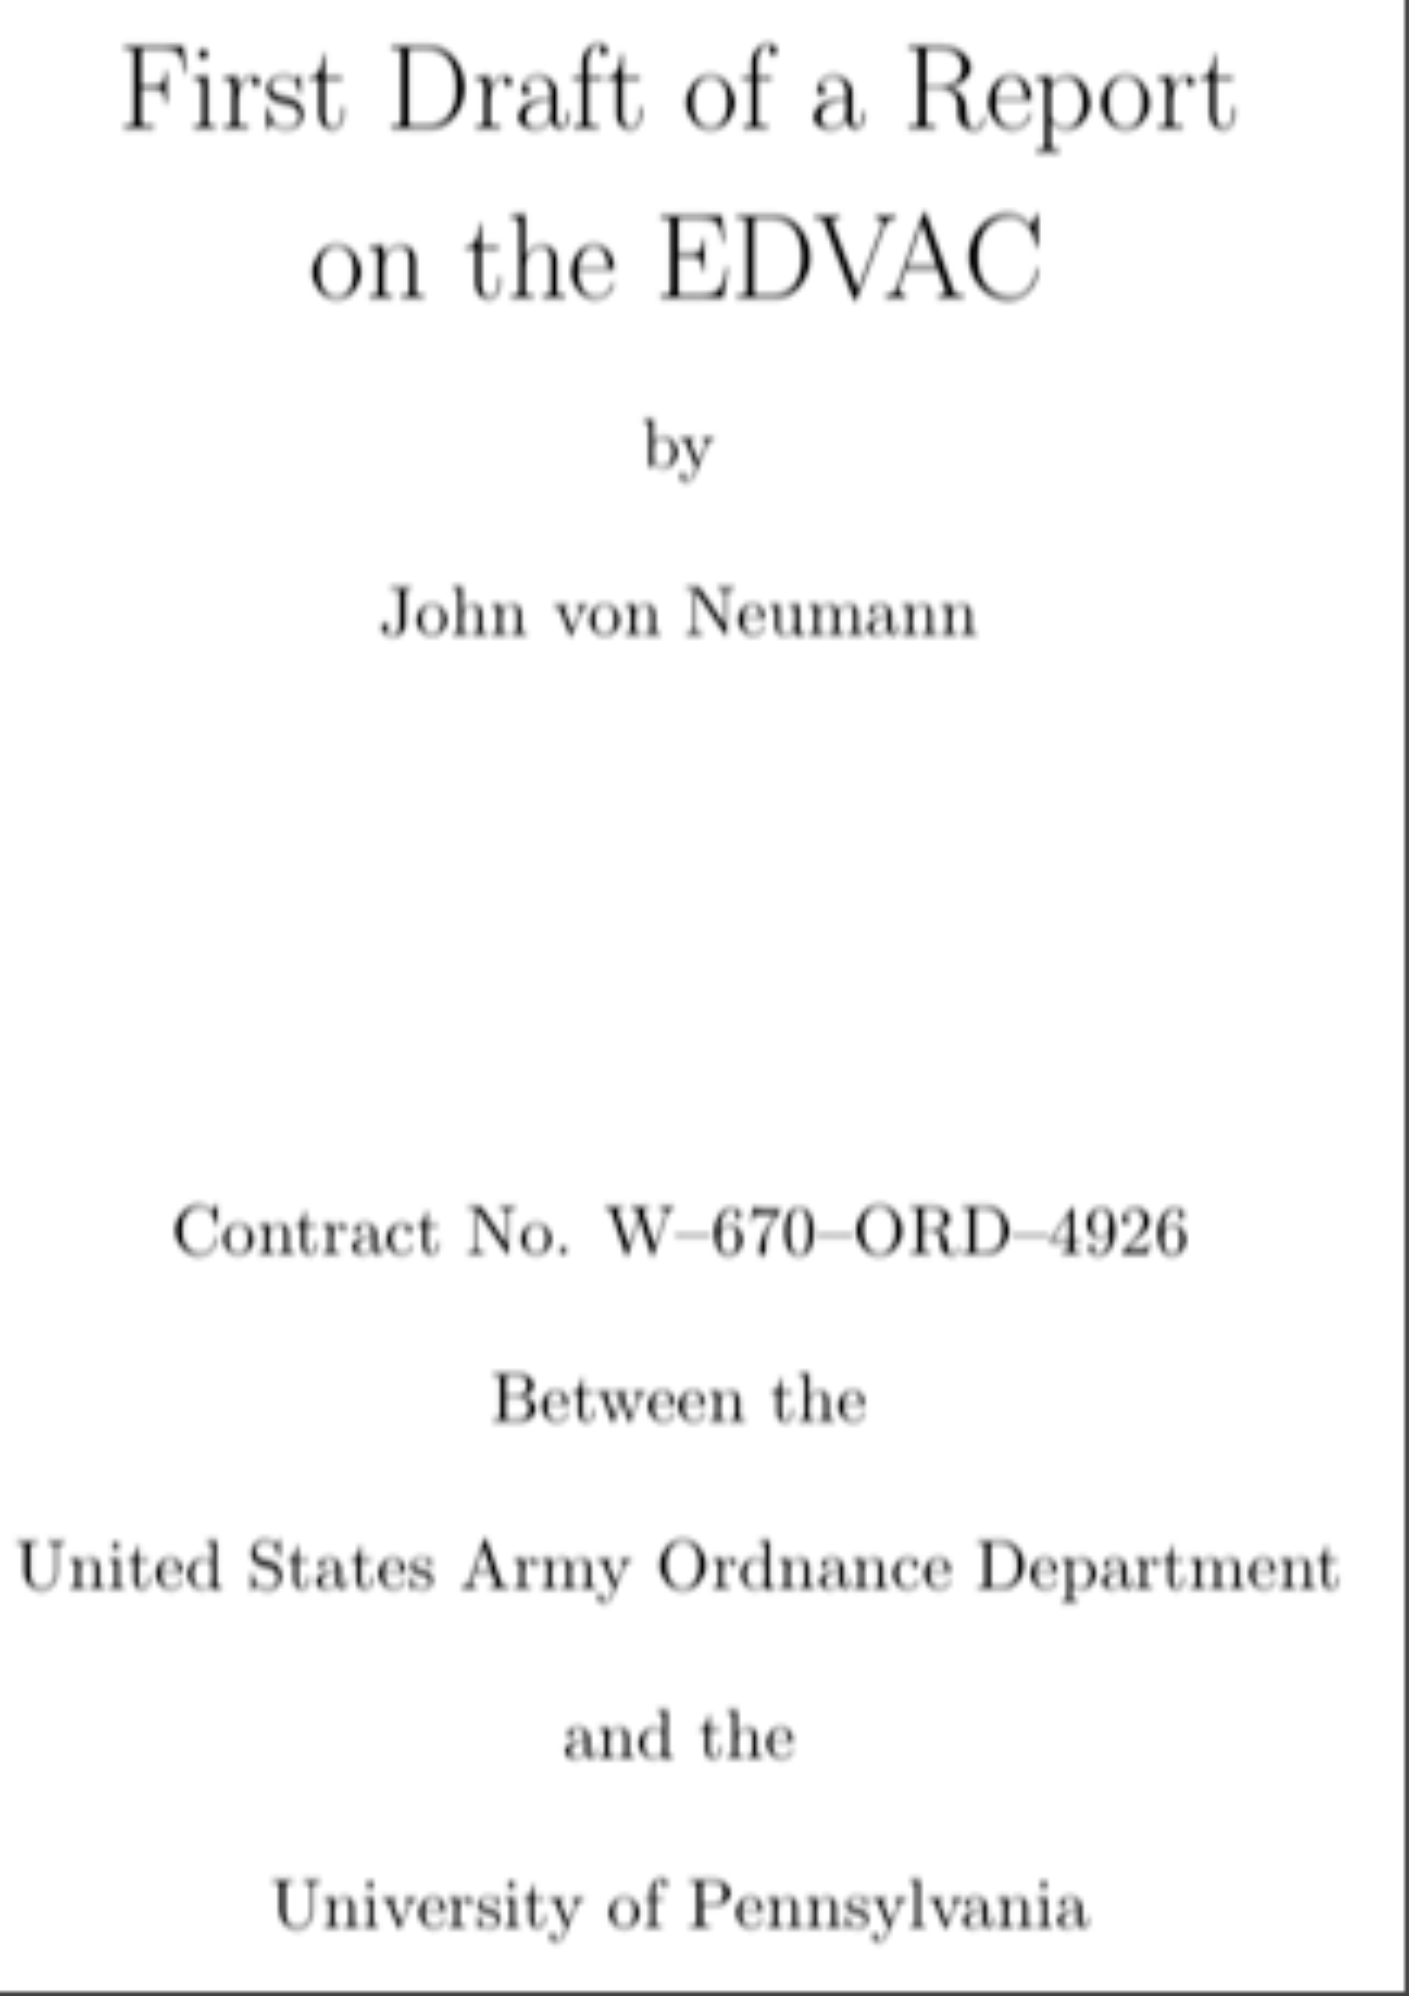 First Draft of a Report
on the EDVAC
by
John von Neumann
Contract No. W–670–ORD–4926
Between the
United States Army Ordnance Department
and the
University of Pennsylvania